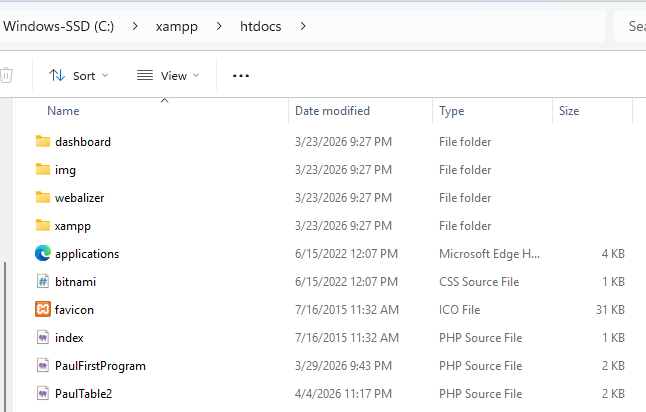 Windows-SSD (C:) > xampp > htdocs >
Sort View ...
Name Date modified Type Size
dashboard 3/23/2026 9:27 PM File folder
img 3/23/2026 9:27 PM File folder
webalizer 3/23/2026 9:27 PM File folder
xampp 3/23/2026 9:27 PM File folder
applications 6/15/2022 12:07 PM Microsoft Edge H... 4 KB
bitnami 6/15/2022 12:07 PM CSS Source File 1 KB
favicon 7/16/2015 11:32 AM ICO File 31 KB
index 7/16/2015 11:32 AM PHP Source File 1 KB
PaulFirstProgram 3/29/2026 9:43 PM PHP Source File 2 KB
PaulTable2 4/4/2026 11:17 PM PHP Source File 2 KB